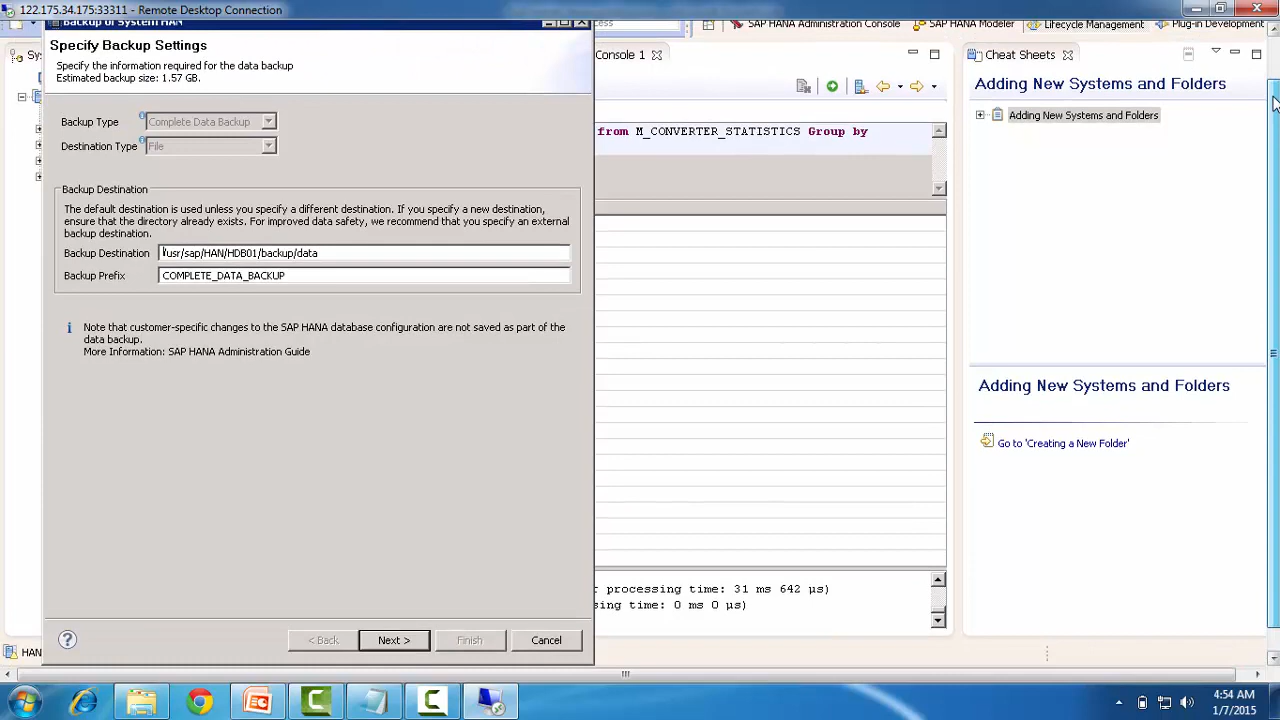 122.175.34.175:33311 - Remote Desktop Connection
Backup of System HAN
SAP HANA Administration Console
SAP HANA Modeler
Lifecycle Management
Plug-in Development
Specify Backup Settings
Specify the information required for the data backup
Estimated backup size: 1.57 GB.
Console 1
Cheat Sheets
Adding New Systems and Folders
Adding New Systems and Folders
Backup Type
Complete Data Backup
from M_CONVERTER_STATISTICS Group by
Destination Type
File
Backup Destination
The default destination is used unless you specify a different destination. If you specify a new destination,
ensure that the directory already exists. For improved data safety, we recommend that you specify an external
backup destination.
Backup Destination
/usr/sap/HAN/HDB01/backup/data
Backup Prefix
COMPLETE_DATA_BACKUP
Note that customer-specific changes to the SAP HANA database configuration are not saved as part of the
data backup.
More Information: SAP HANA Administration Guide
Adding New Systems and Folders
Go to 'Creating a New Folder'
r processing time: 31 ms 642 µs)
sing time: 0 ms 0 µs)
< Back
Next >
Finish
Cancel
HAN
4:54 AM
1/7/2015